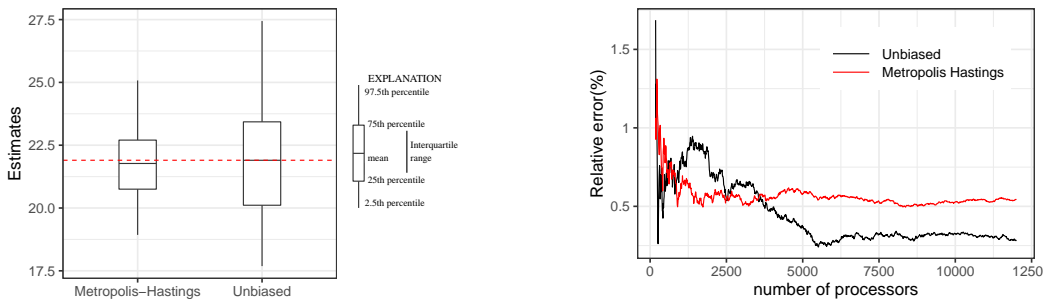 27.5
25.0
22.5
20.0
17.5
Estimates
Metropolis−Hastings
Unbiased
EXPLANATION
97.5th percentile
75th percentile
mean
Interquartile
range
25th percentile
2.5th percentile
1.5
1
0.5
Relative error(%)
Unbiased
Metropolis Hastings
0
2500
5000
7500
10000
1250
number of processors